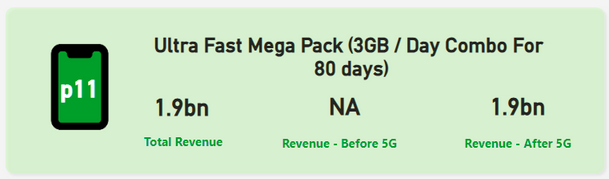 p11
Ultra Fast Mega Pack (3GB / Day Combo For
80 days)
1.9bn NA 1.9bn
Total Revenue Revenue - Before 5G Revenue - After 5G